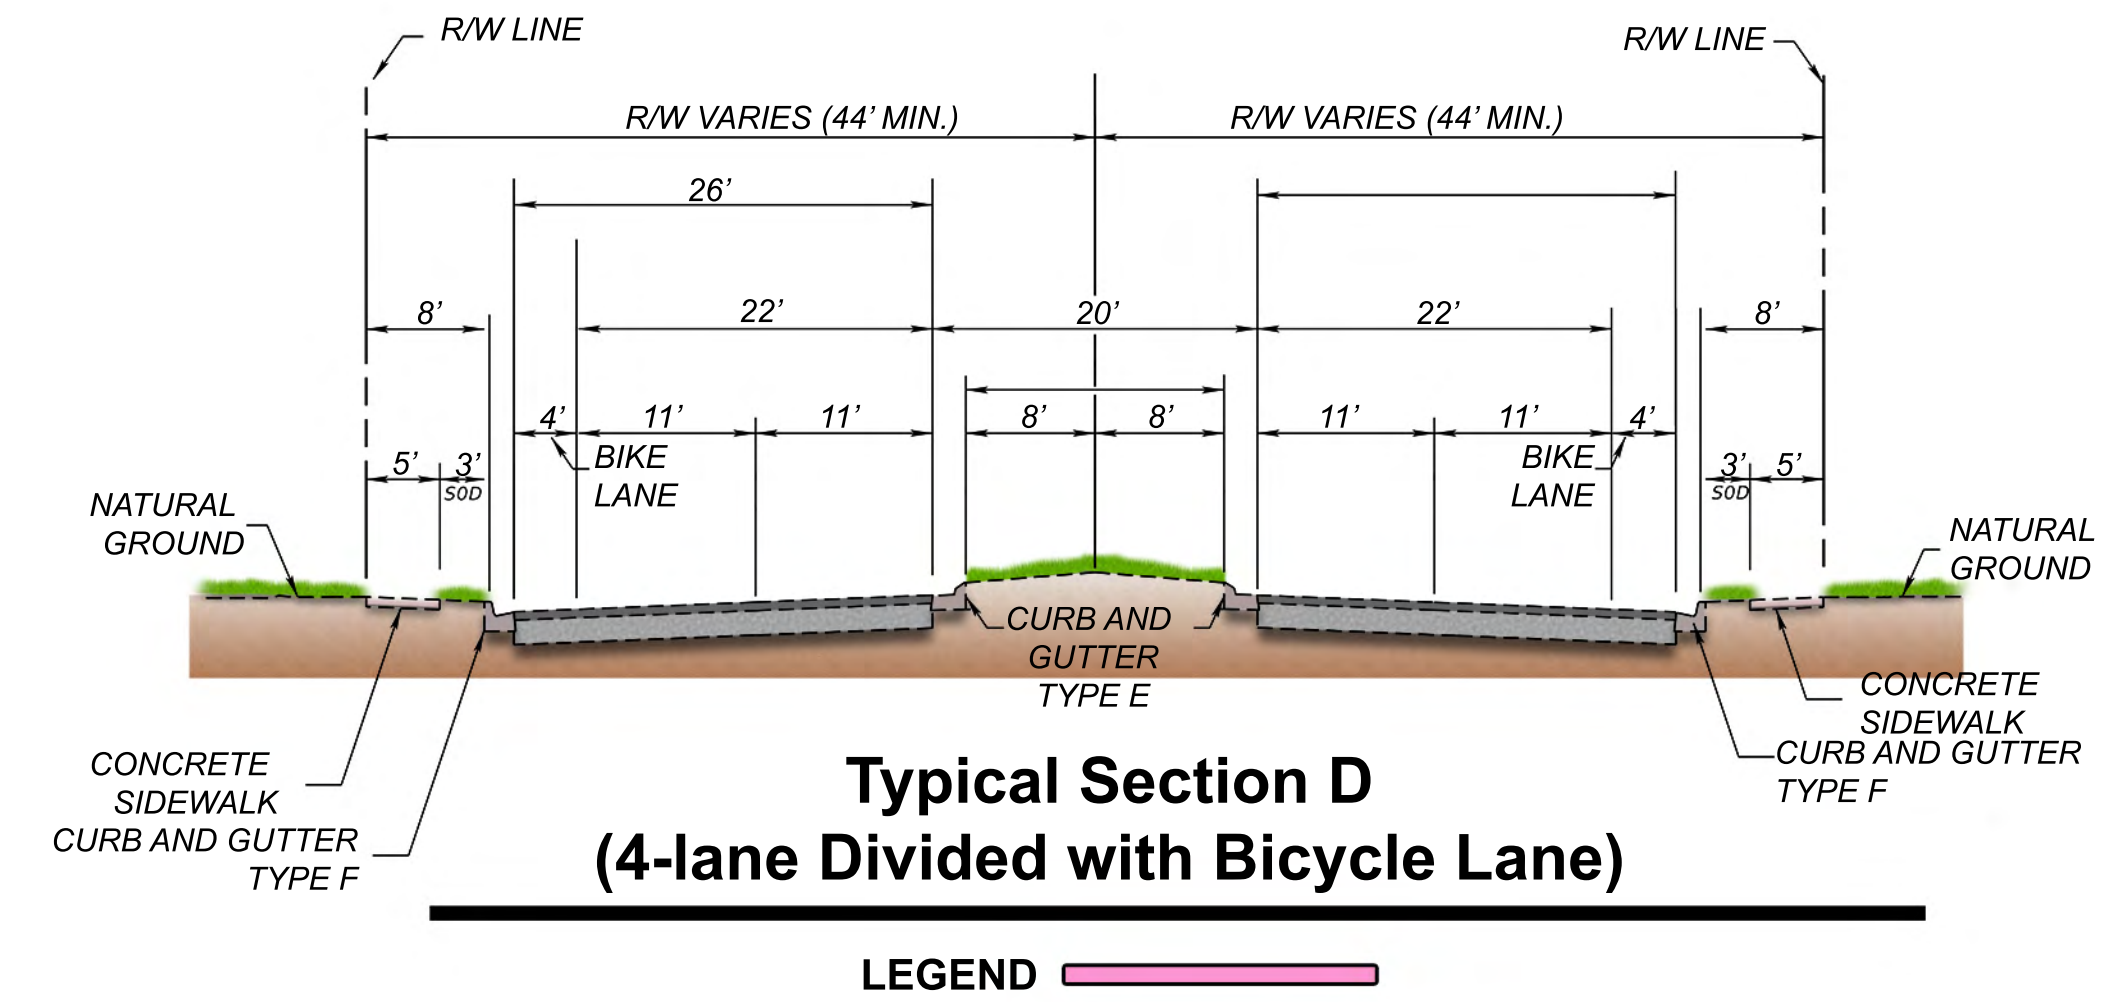 R/W LINE
R/W LINE
R/W VARIES (44’ MIN.)
R/W VARIES (44’ MIN.)
26’
8’
22’
20’
22’
8’
4’
11’
11’
8’
8’
11’
11’
4’
BIKE
LANE
BIKE
LANE
5’
3’
SOD
3’
SOD
5’
NATURAL
GROUND
NATURAL
GROUND
CURB AND
GUTTER
TYPE E
CONCRETE
SIDEWALK
CURB AND GUTTER
TYPE F
CONCRETE
SIDEWALK
CURB AND GUTTER
TYPE F
Typical Section D
(4-lane Divided with Bicycle Lane)
LEGEND